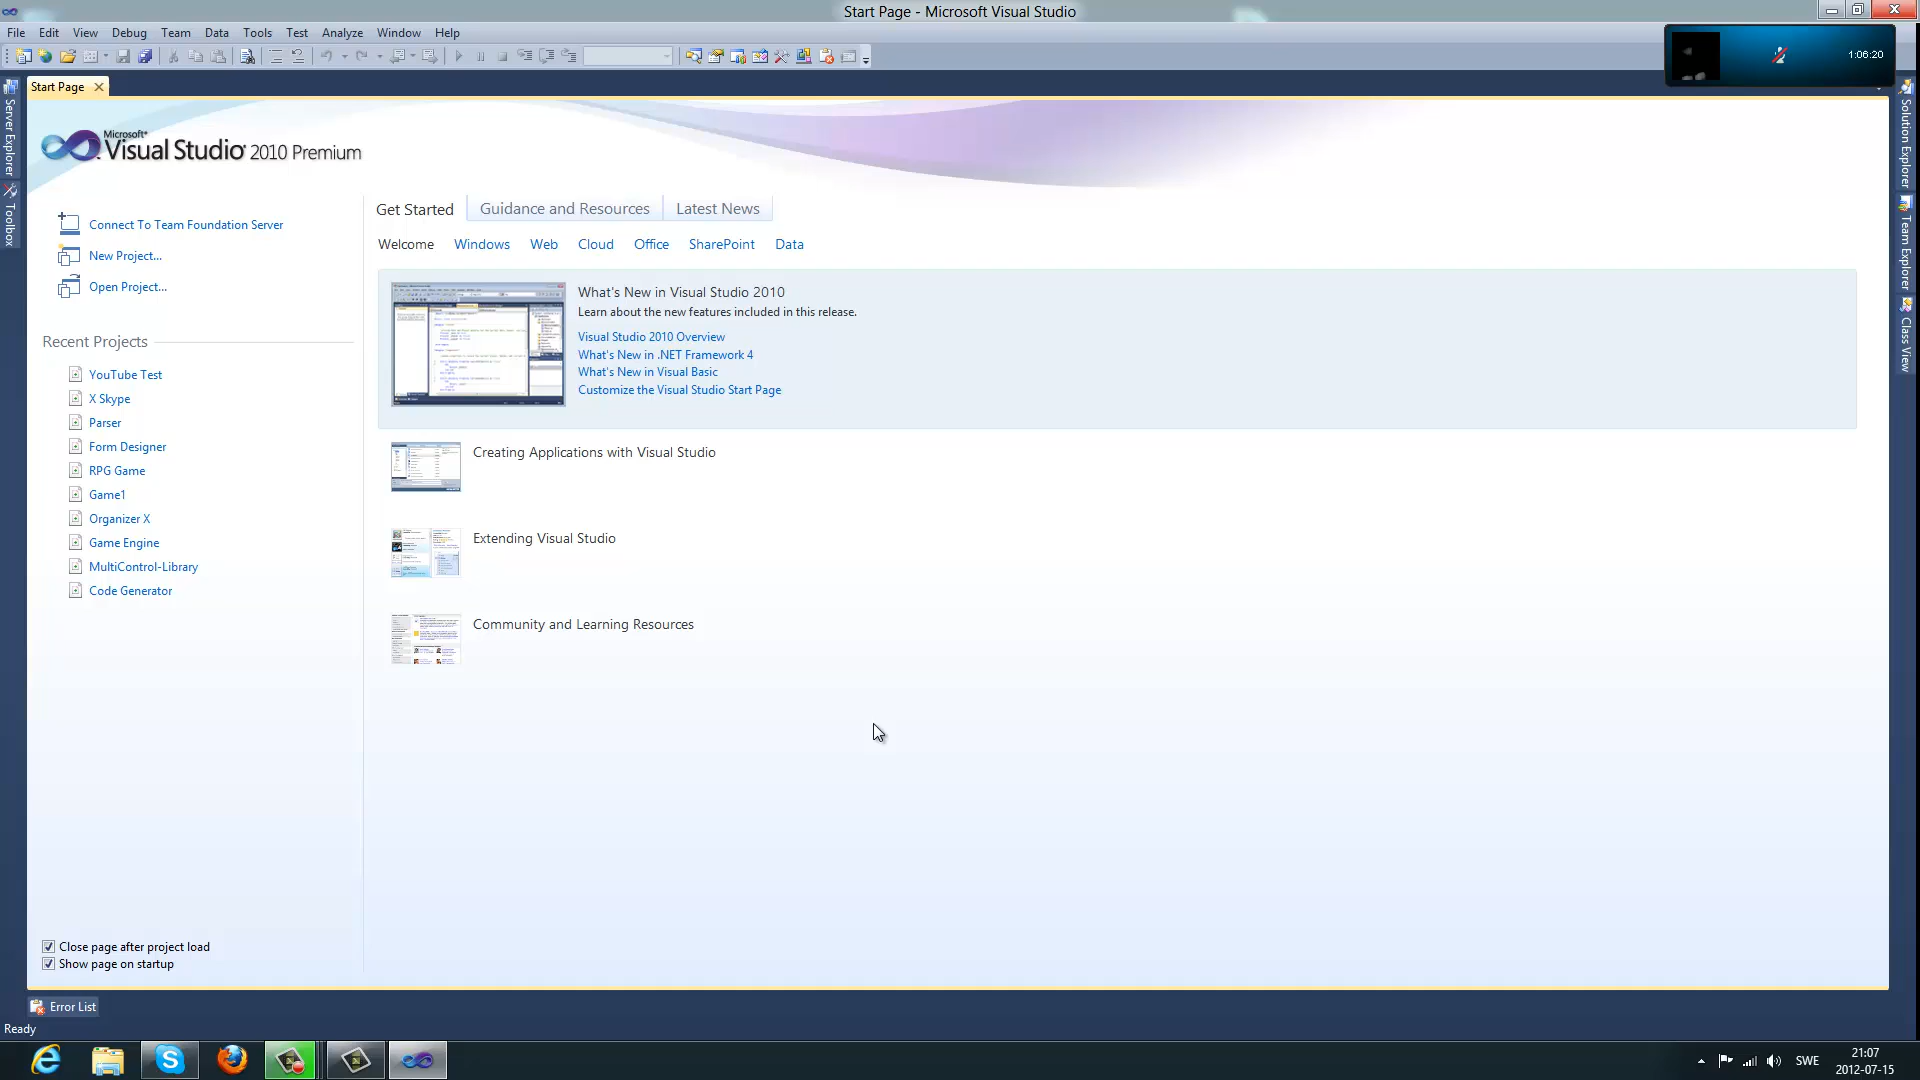 Start Page - Microsoft Visual Studio
File Edit View Debug Team Data Tools Test Analyze Window Help
1:06:20
Start Page
Server Explorer
Toolbox
Solution Explorer
Team Explorer
Class View
Microsoft®
Visual Studio 2010 Premium
Connect To Team Foundation Server
New Project...
Open Project...
Recent Projects
YouTube Test
X Skype
Parser
Form Designer
RPG Game
Game1
Organizer X
Game Engine
MultiControl-Library
Code Generator
Get Started Guidance and Resources Latest News
Welcome Windows Web Cloud Office SharePoint Data
What's New in Visual Studio 2010
Learn about the new features included in this release.
Visual Studio 2010 Overview
What's New in .NET Framework 4
What's New in Visual Basic
Customize the Visual Studio Start Page
Creating Applications with Visual Studio
Extending Visual Studio
Community and Learning Resources
Close page after project load
Show page on startup
Error List
Ready
SWE
21:07
2012-07-15